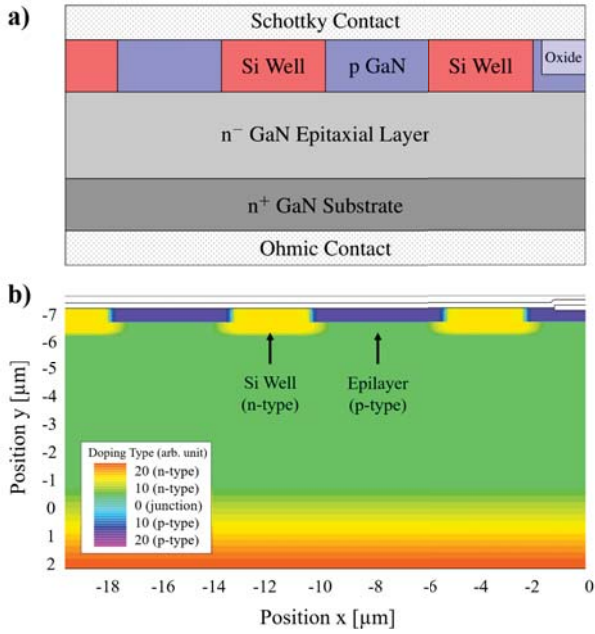 a)
Schottky Contact
Si Well p GaN Si Well Oxide
n⁻ GaN Epitaxial Layer
n⁺ GaN Substrate
Ohmic Contact
b)
-7
-6
-5
-4
-3
-2
-1
0
1
2
Position y [μm]
Si Well
(n-type)
Epilayer
(p-type)
Doping Type (arb. unit)
20 (n-type)
10 (n-type)
0 (junction)
10 (p-type)
20 (p-type)
-18 -16 -14 -12 -10 -8 -6 -4 -2 0
Position x [μm]